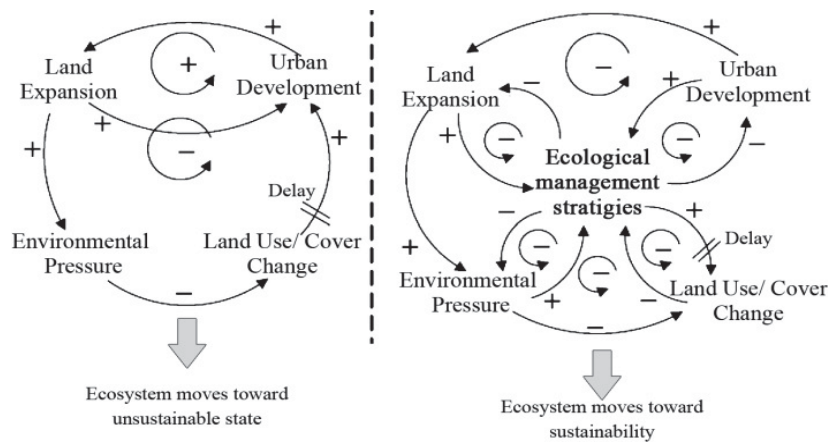 +
Land
Expansion
+
Urban
Development
+
+
−
+
Delay
Environmental
Pressure
Land Use/ Cover
Change
−
Ecosystem moves toward
unsustainable state
+
Land
Expansion
−
−
+
Urban
Development
+
−
−
−
Ecological
management
stratigies
−
+
−
−
Delay
+
Environmental
Pressure
−
+
−
Land Use/ Cover
Change
−
Ecosystem moves toward
sustainability